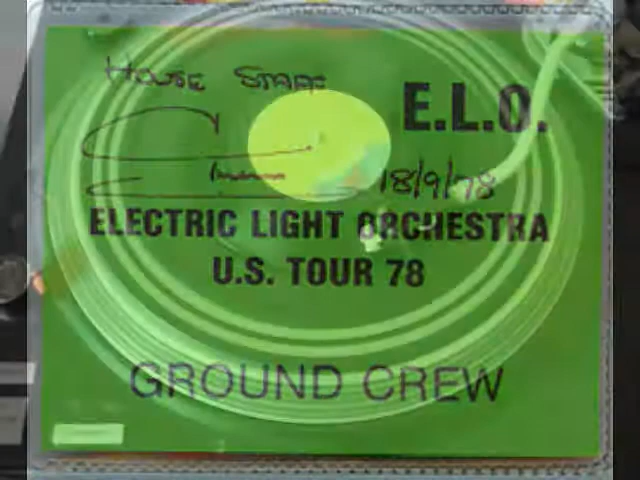 HOUSE STAFF
E.L.O.
18/9/78
ELECTRIC LIGHT ORCHESTRA
U.S. TOUR 78
GROUND CREW